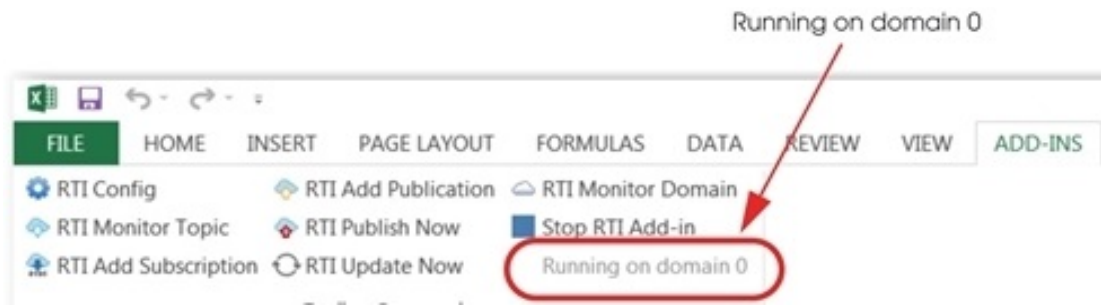 Running on domain 0
FILE HOME INSERT PAGE LAYOUT FORMULAS DATA REVIEW VIEW ADD-INS
RTI Config RTI Add Publication RTI Monitor Domain
RTI Monitor Topic RTI Publish Now Stop RTI Add-in
RTI Add Subscription RTI Update Now Running on domain 0